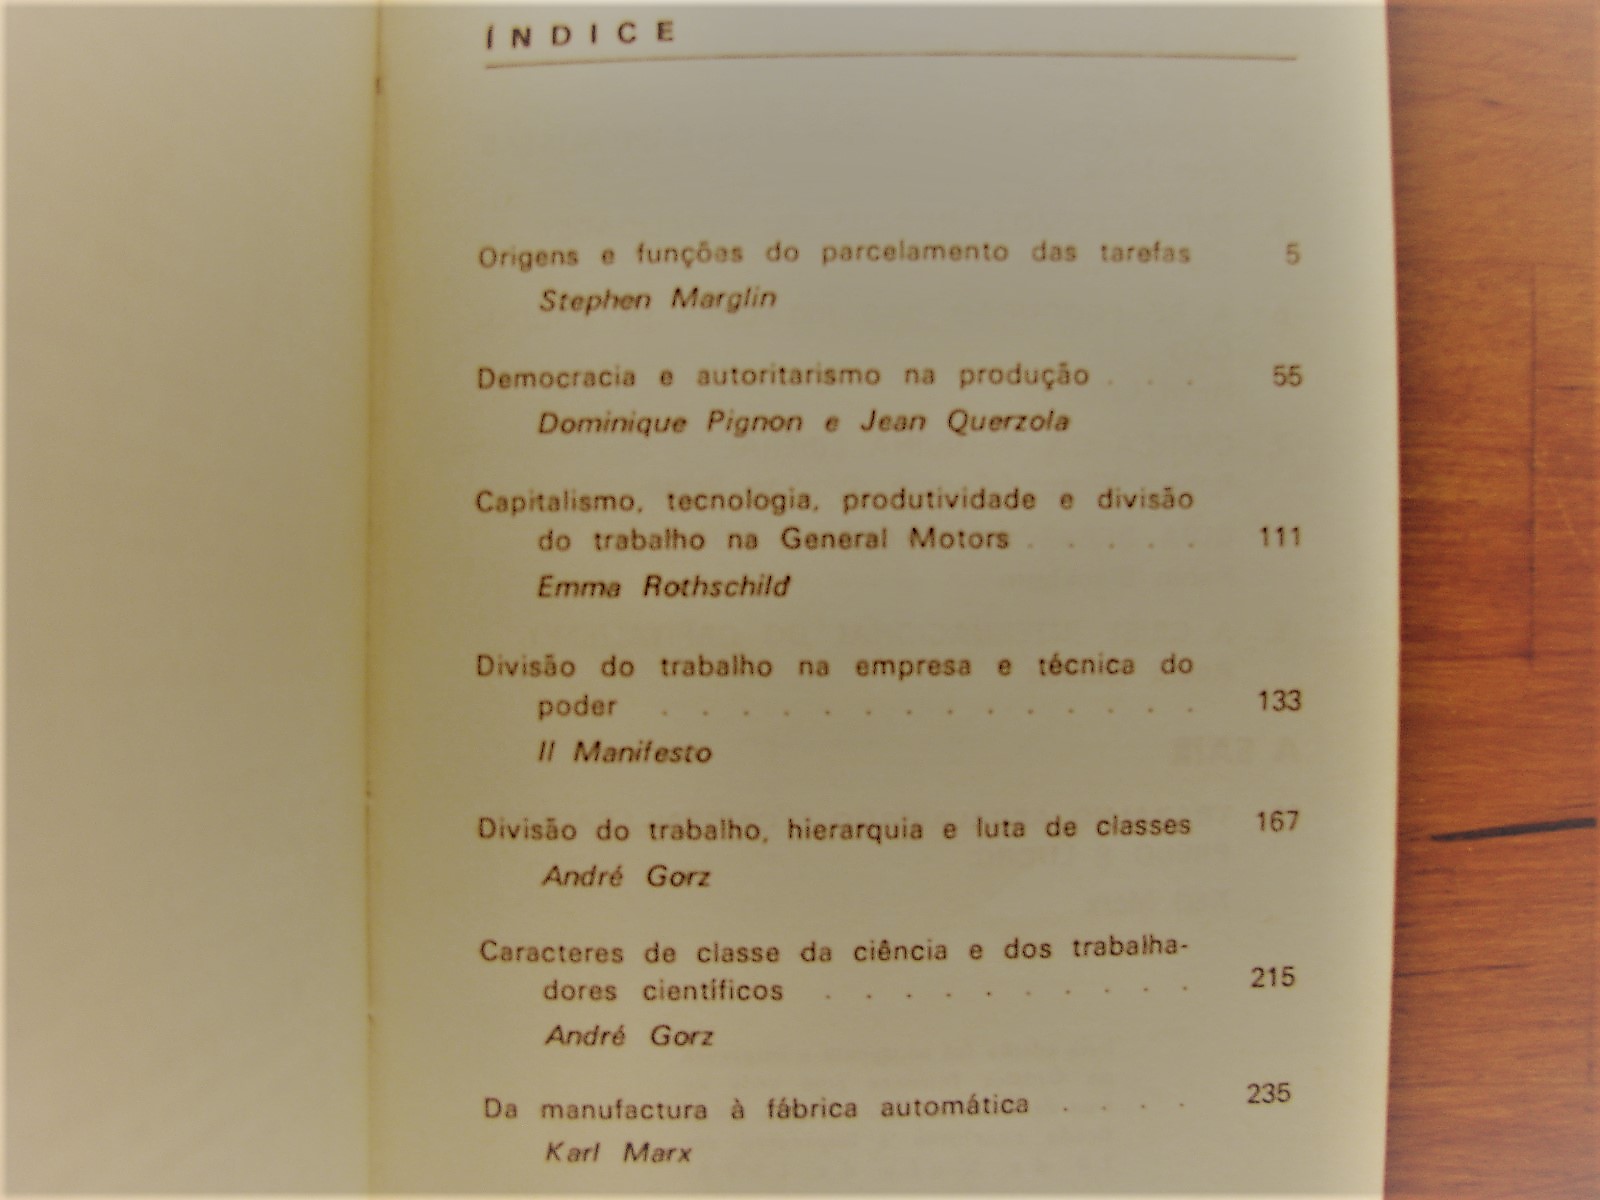 ÍNDICE
Origens e funções do parcelamento das tarefas 5
Stephen Marglin
Democracia e autoritarismo na produção . . . 55
Dominique Pignon e Jean Querzola
Capitalismo, tecnologia, produtividade e divisão
do trabalho na General Motors . . . . . 111
Emma Rothschild
Divisão do trabalho na empresa e técnica do
poder . . . . . . . . . . . . . . 133
Il Manifesto
Divisão do trabalho, hierarquia e luta de classes 167
André Gorz
Caracteres de classe da ciência e dos trabalha-
dores científicos . . . . . . . . . . 215
André Gorz
Da manufactura à fábrica automática . . . . 235
Karl Marx